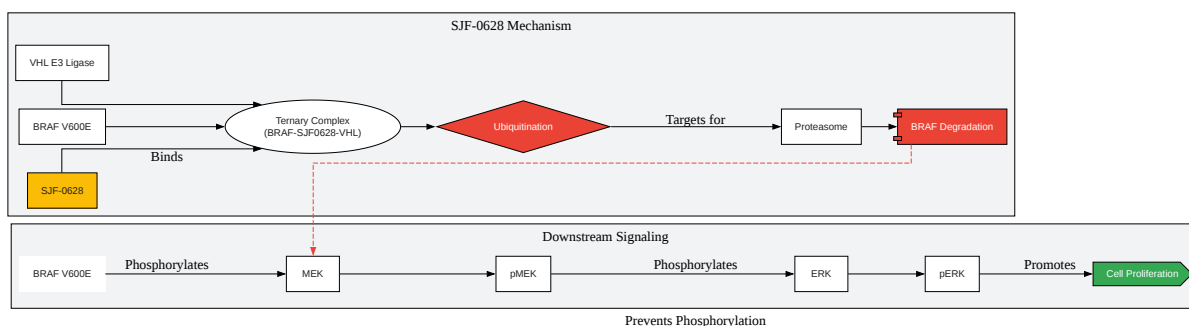 SJF-0628 Mechanism
VHL E3 Ligase
BRAF V600E
SJF-0628
Binds
Ternary Complex
(BRAF-SJF0628-VHL)
Ubiquitination
Targets for
Proteasome
BRAF Degradation
Downstream Signaling
BRAF V600E
Phosphorylates
MEK
pMEK
Phosphorylates
ERK
pERK
Promotes
Cell Proliferation
Prevents Phosphorylation